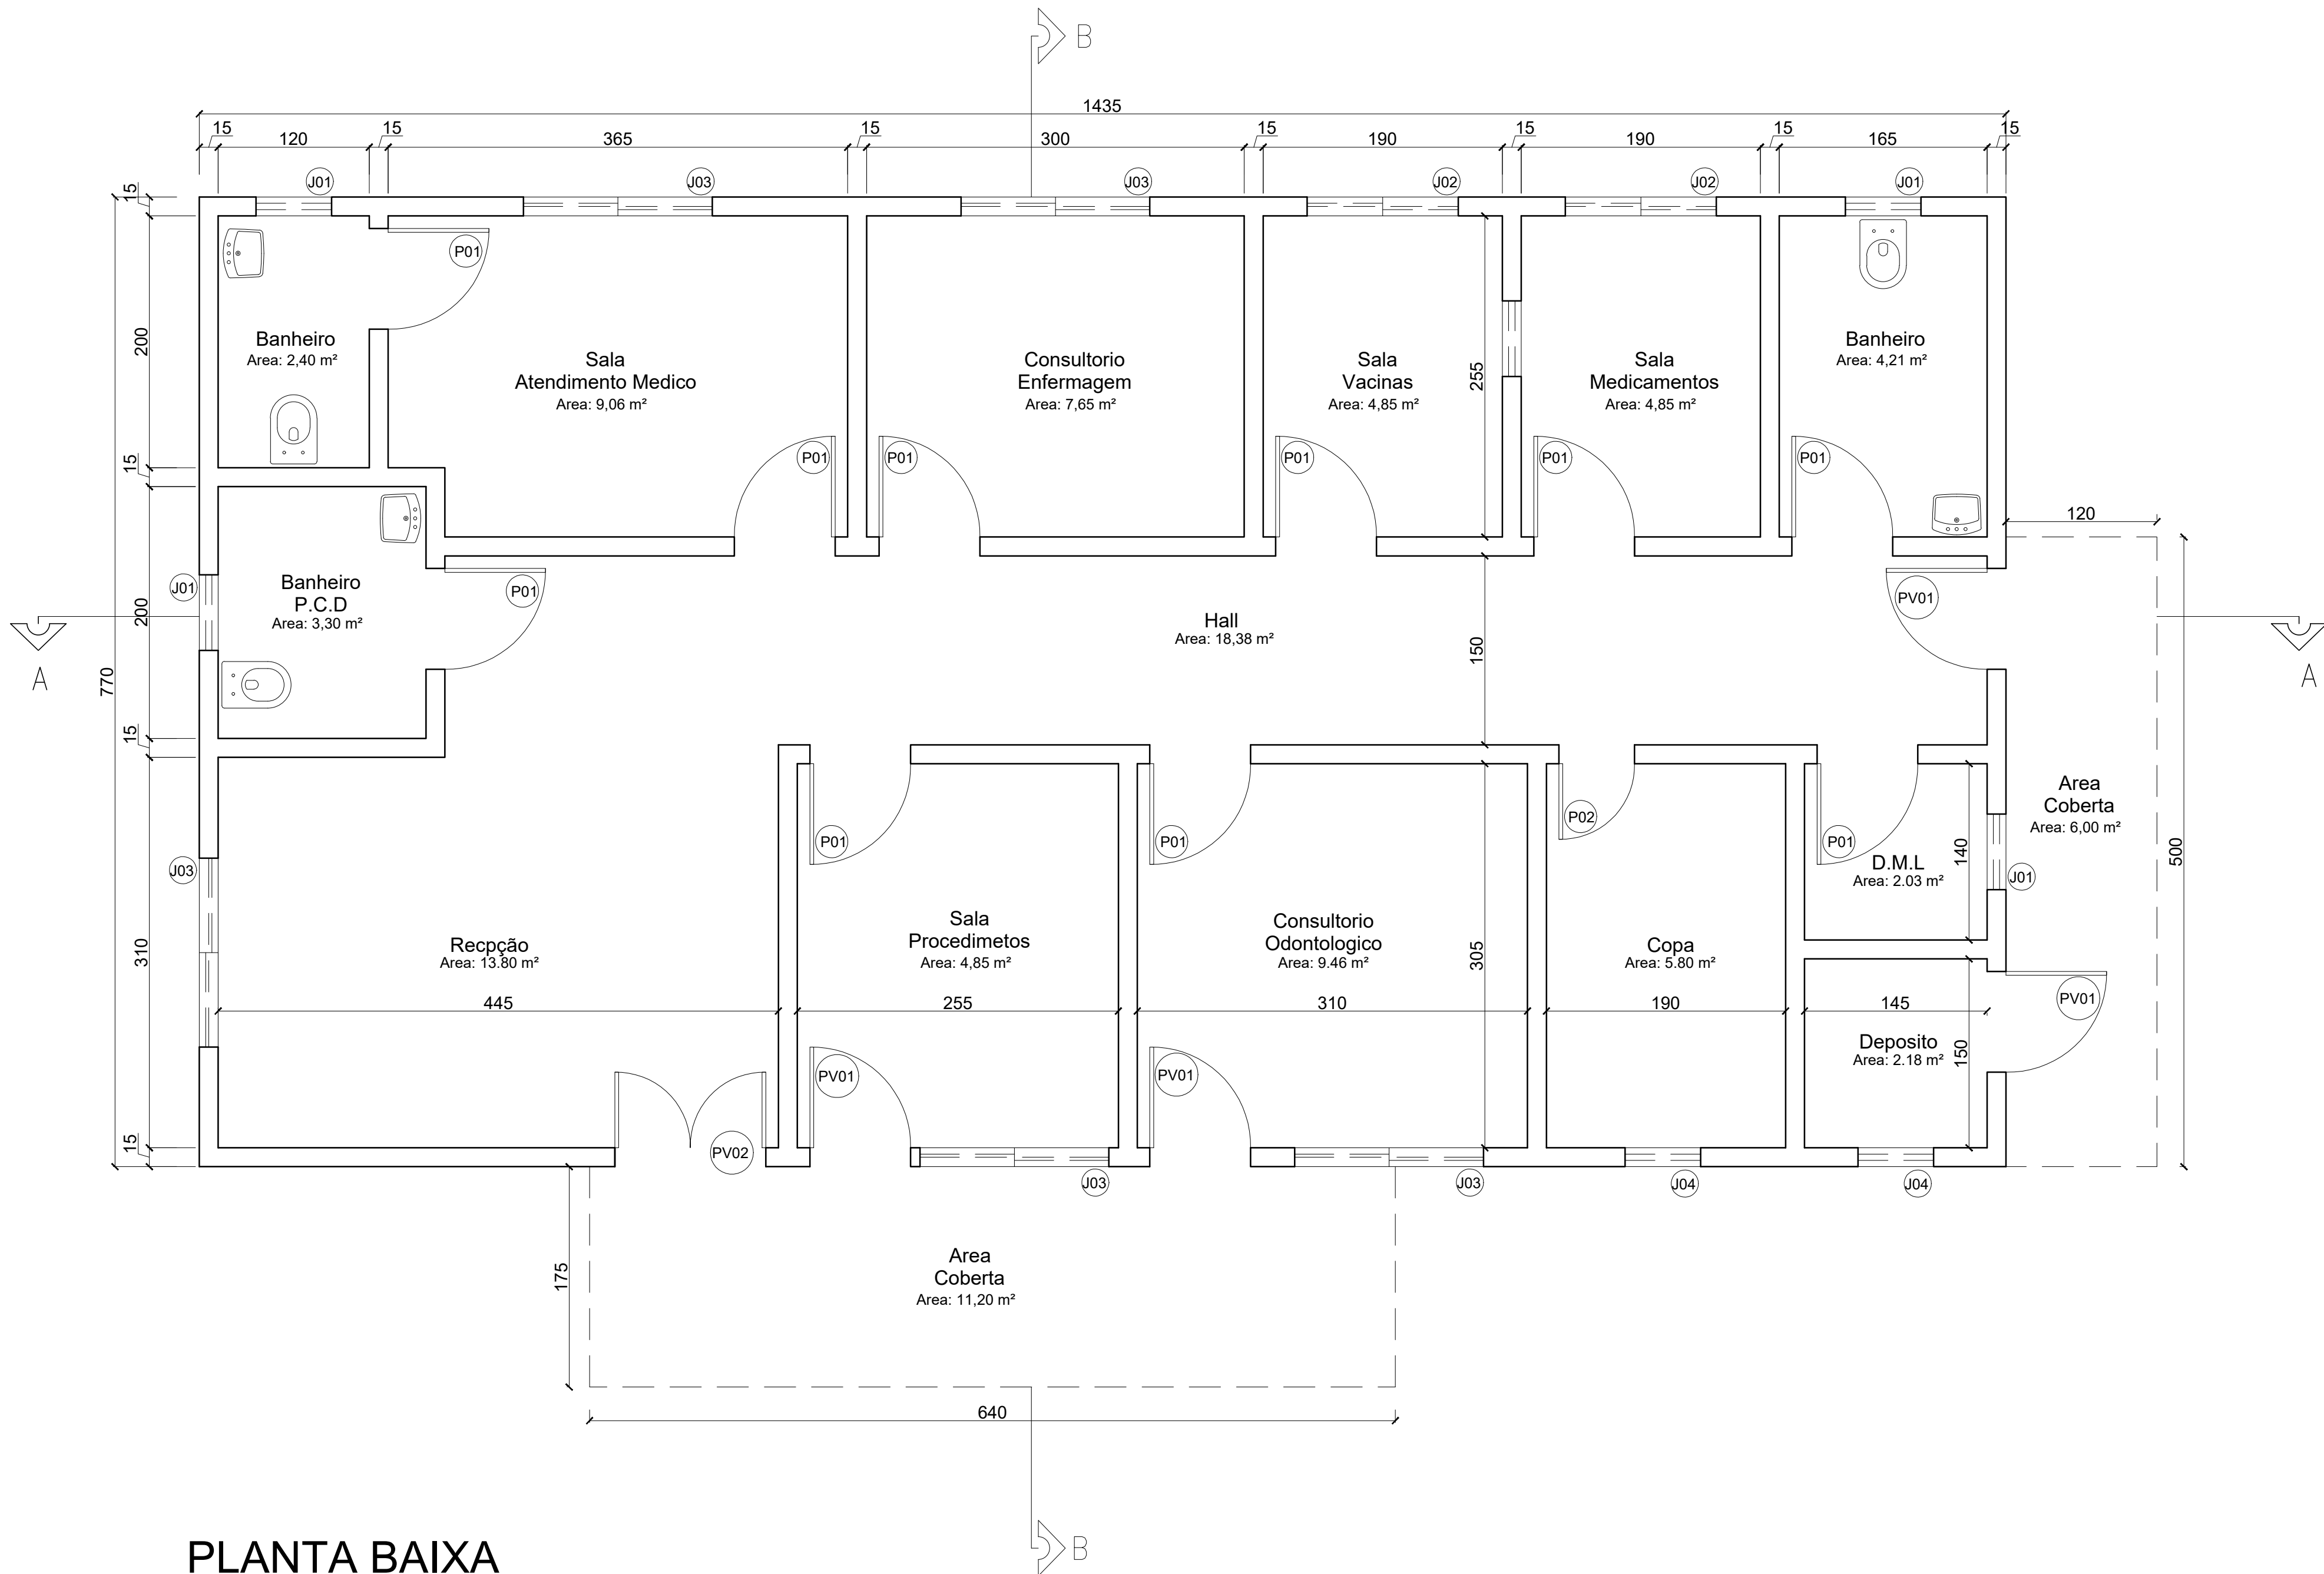 B
1435
15
120
15
365
15
300
15
190
15
190
15
165
15
J01
J03
J03
J02
J02
J01
15
P01
P01
P01
P01
P01
P01
200
Banheiro
Area: 2,40 m²
Sala
Atendimento Medico
Area: 9,06 m²
Consultorio
Enfermagem
Area: 7,65 m²
Sala
Vacinas
Area: 4,85 m²
255
Sala
Medicamentos
Area: 4,85 m²
Banheiro
Area: 4,21 m²
15
120
J01
Banheiro
P.C.D
Area: 3,30 m²
P01
PV01
200
Hall
Area: 18,38 m²
150
A
A
770
15
Area
Coberta
Area: 6,00 m²
500
J03
P01
P01
P02
P01
D.M.L
Area: 2.03 m²
140
J01
310
Recpção
Area: 13.80 m²
Sala
Procedimetos
Area: 4,85 m²
Consultorio
Odontologico
Area: 9.46 m²
305
Copa
Area: 5.80 m²
445
255
310
190
145
PV01
Deposito
Area: 2.18 m²
150
PV01
PV01
15
PV02
J03
J03
J04
J04
175
Area
Coberta
Area: 11,20 m²
640
B
PLANTA BAIXA